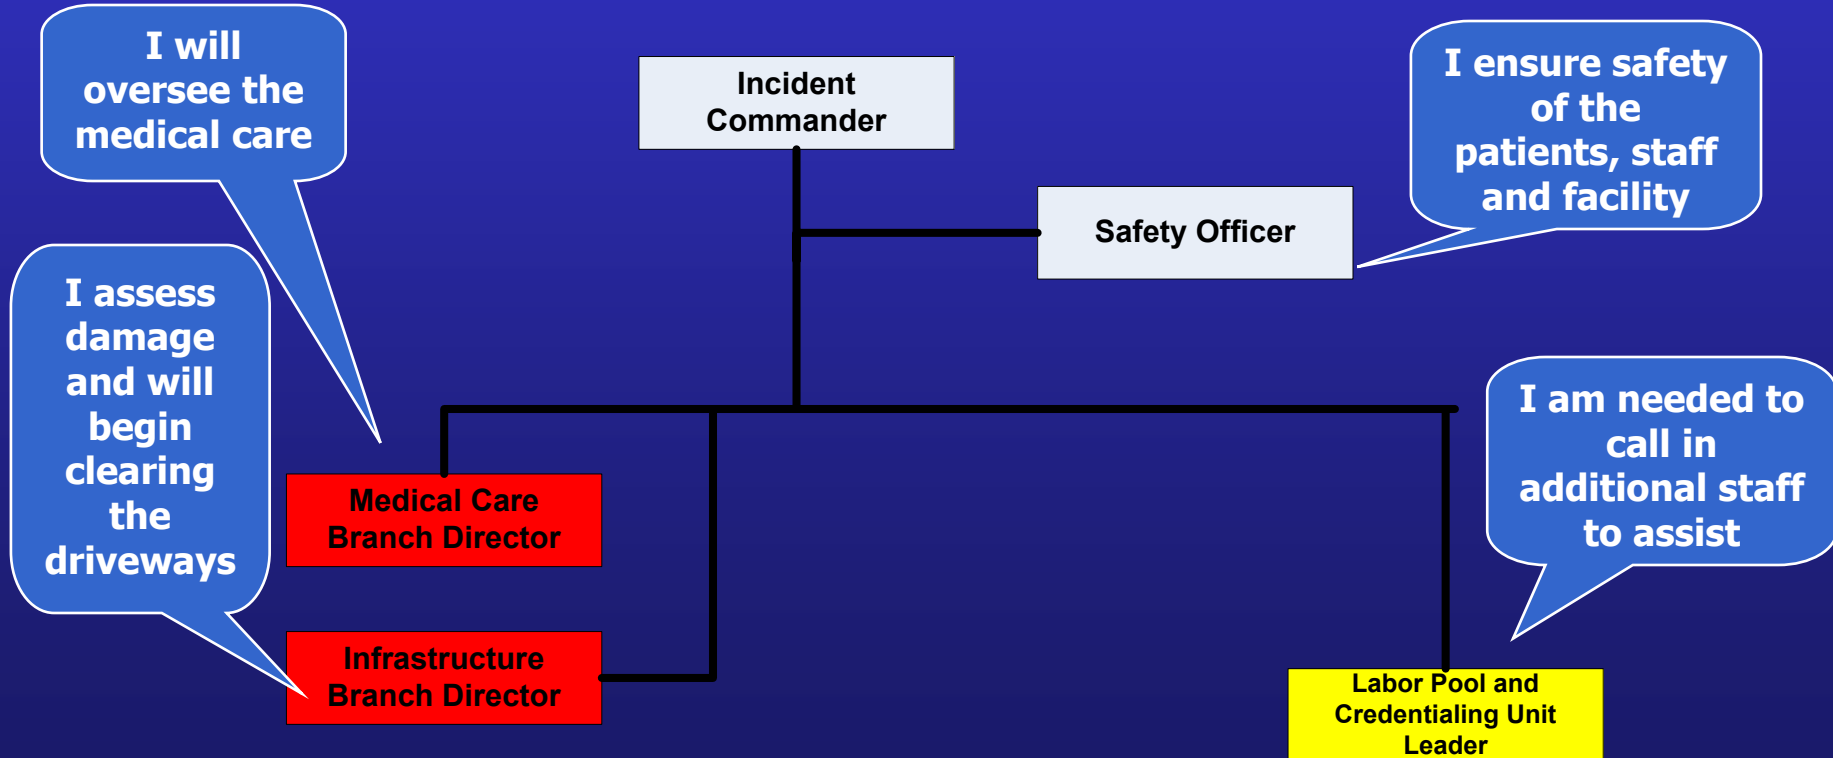 I will
oversee the
medical care
Incident
Commander
I ensure safety
of the
patients, staff
and facility
Safety Officer
I assess
damage
and will
begin
clearing
the
driveways
I am needed to
call in
additional staff
to assist
Medical Care
Branch Director
Infrastructure
Branch Director
Labor Pool and
Credentialing Unit
Leader